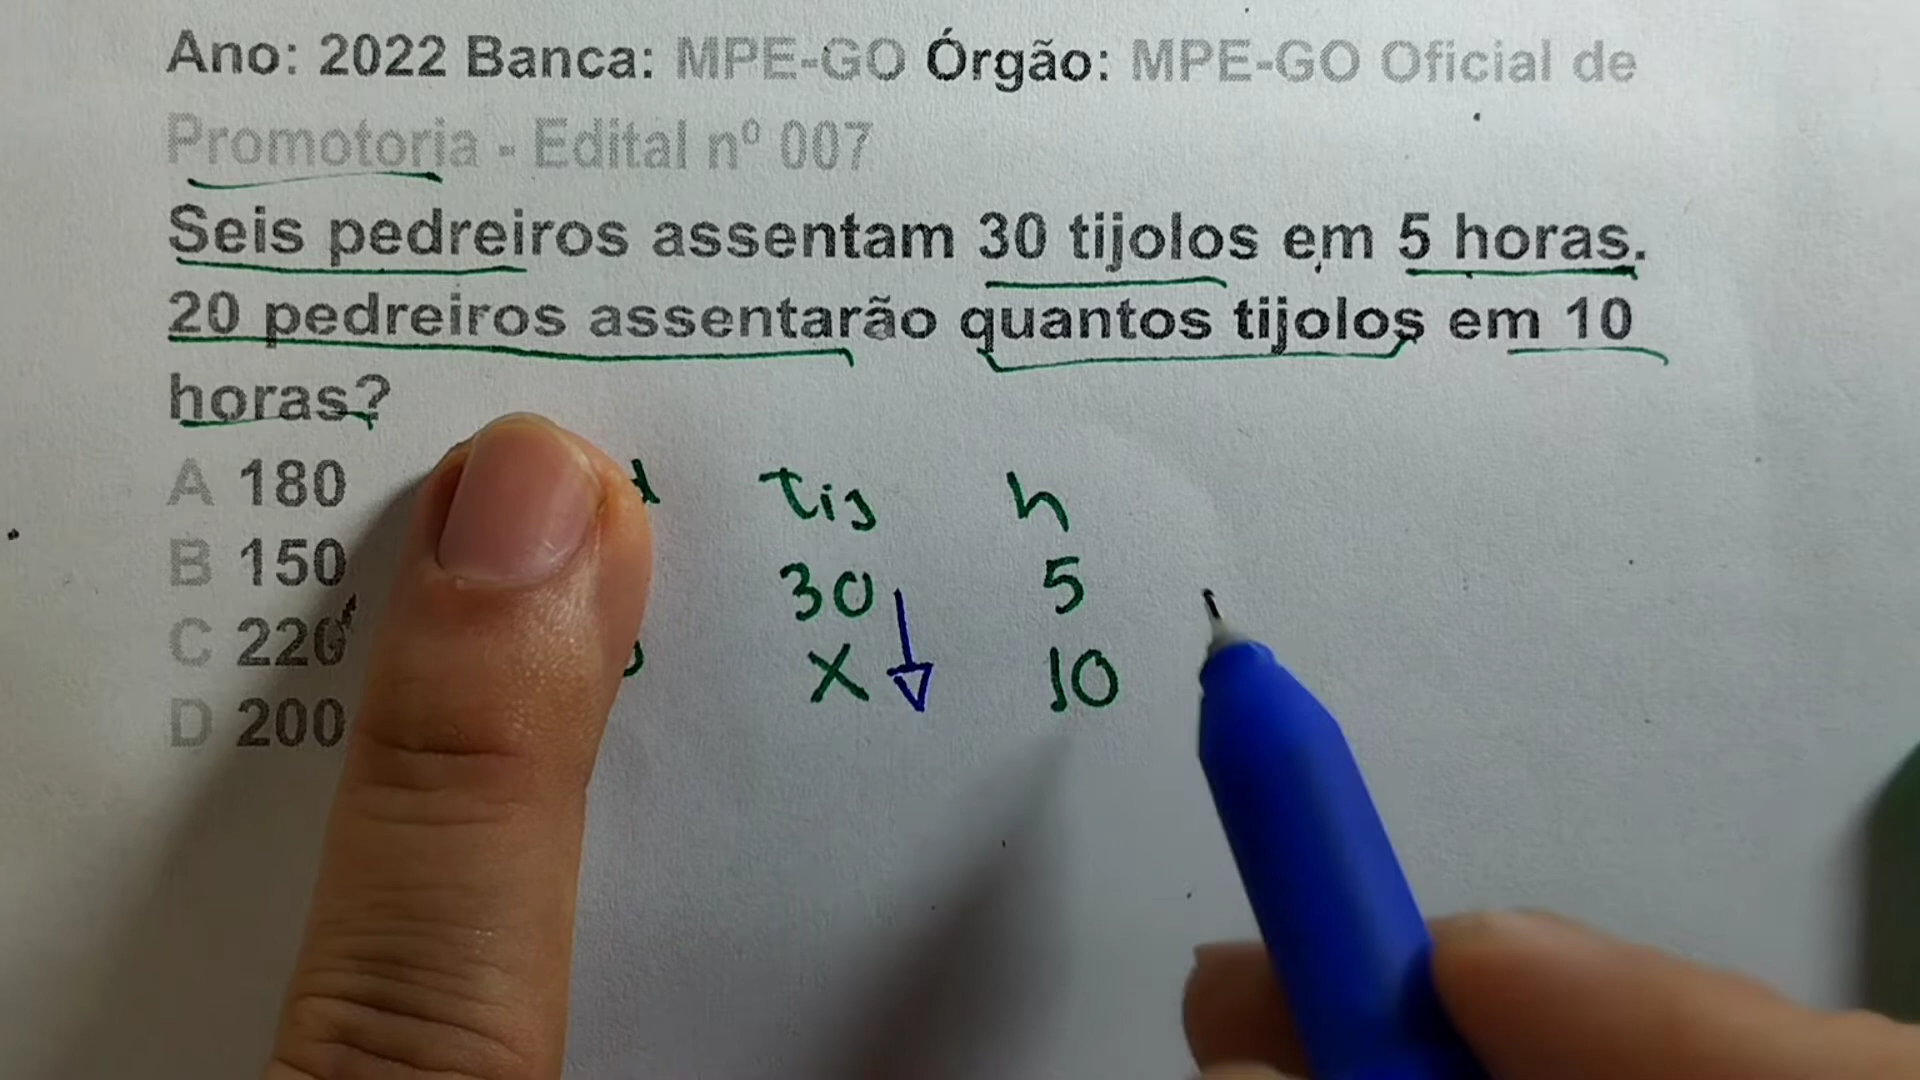 Ano: 2022 Banca: MPE-GO Órgão: MPE-GO Oficial de
Promotoria - Edital nº 007
Seis pedreiros assentam 30 tijolos em 5 horas.
20 pedreiros assentarão quantos tijolos em 10
horas?
A 180
B 150
C 220
D 200
Tij h
30 5
X 10